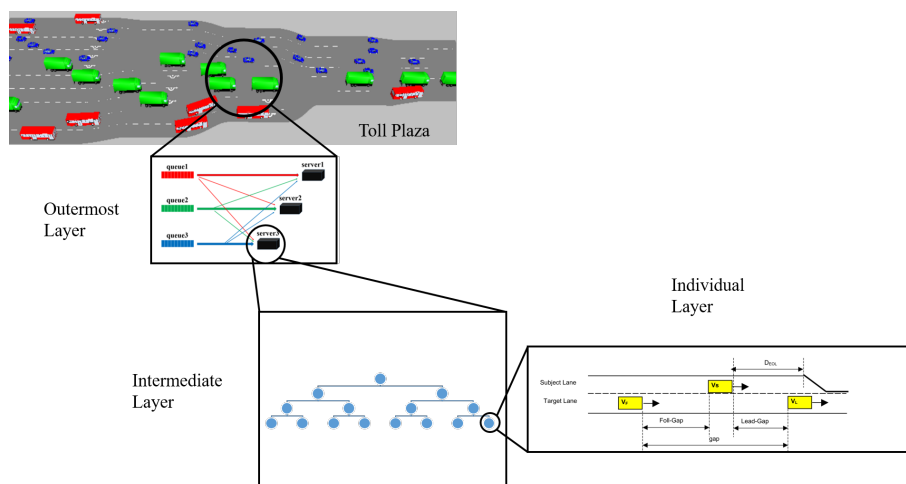 Toll Plaza
queue1
server1
queue2
server2
queue3
server3
Outermost
Layer
Individual
Layer
Intermediate
Layer
DEOL
Subject Lane
VS
Target Lane
VF
VL
Foll-Gap
Lead-Gap
gap